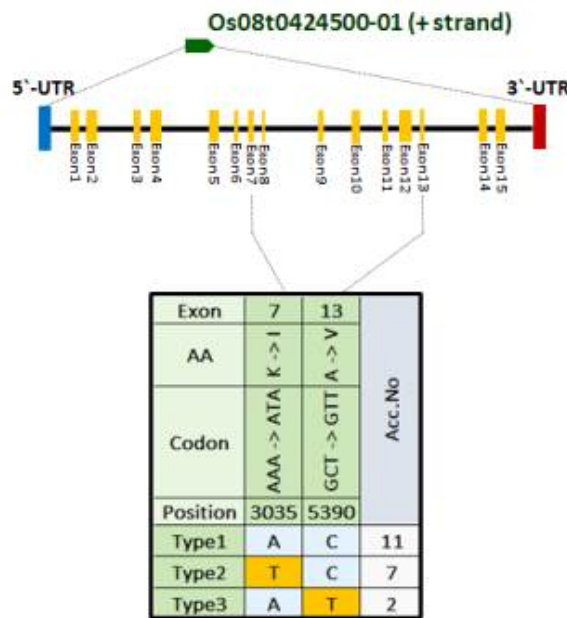 Os08t0424500-01 (+ strand)
5`-UTR 3`-UTR
Exon1 Exon2 Exon3 Exon4 Exon5 Exon6 Exon7 Exon8 Exon9 Exon10 Exon11 Exon12 Exon13 Exon14 Exon15
Exon 7 13 Acc.No
AA K -> I A -> V
Codon AAA -> ATA GCT -> GTT
Position 3035 5390
Type1 A C 11
Type2 T C 7
Type3 A T 2